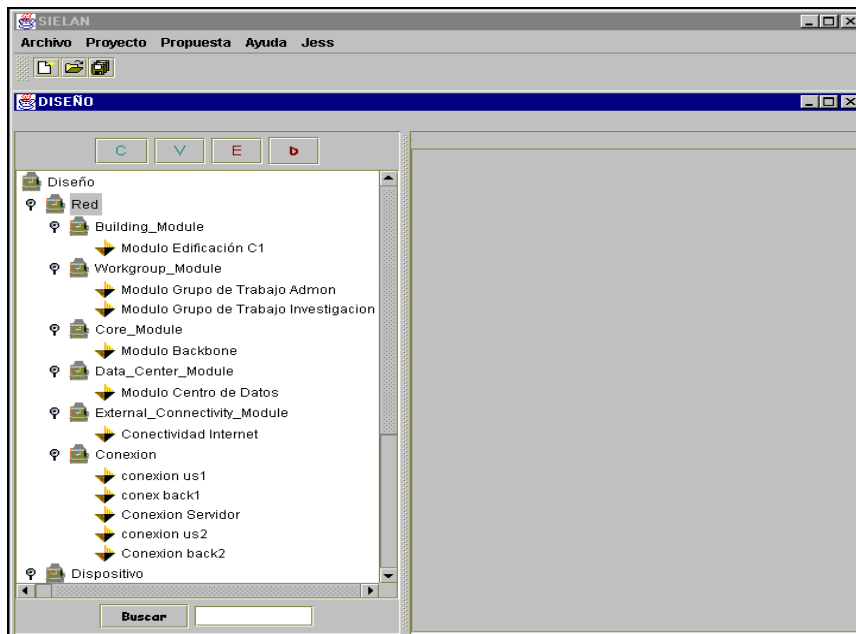 SIELAN
Archivo Proyecto Propuesta Ayuda Jess
DISEÑO
C V E D
Diseño
Red
Building_Module
Modulo Edificación C1
Workgroup_Module
Modulo Grupo de Trabajo Admon
Modulo Grupo de Trabajo Investigacion
Core_Module
Modulo Backbone
Data_Center_Module
Modulo Centro de Datos
External_Connectivity_Module
Conectividad Internet
Conexion
conexion us1
conex back1
Conexion Servidor
conexion us2
Conexion back2
Dispositivo
Buscar